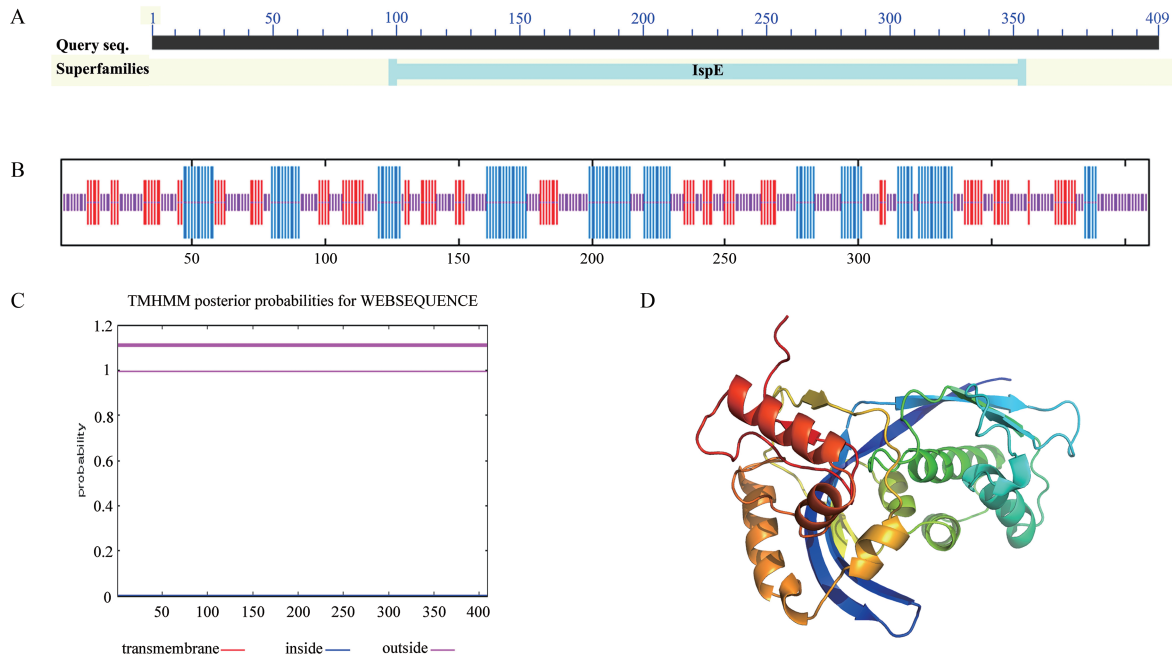 A
1 50 100 150 200 250 300 350 409
Query seq.
Superfamilies
IspE
B
50 100 150 200 250 300
C
TMHMM posterior probabilities for WEBSEQUENCE
1.2
1
0.8
0.6
0.4
0.2
0
probability
50 100 150 200 250 300 350 400
transmembrane inside outside
D